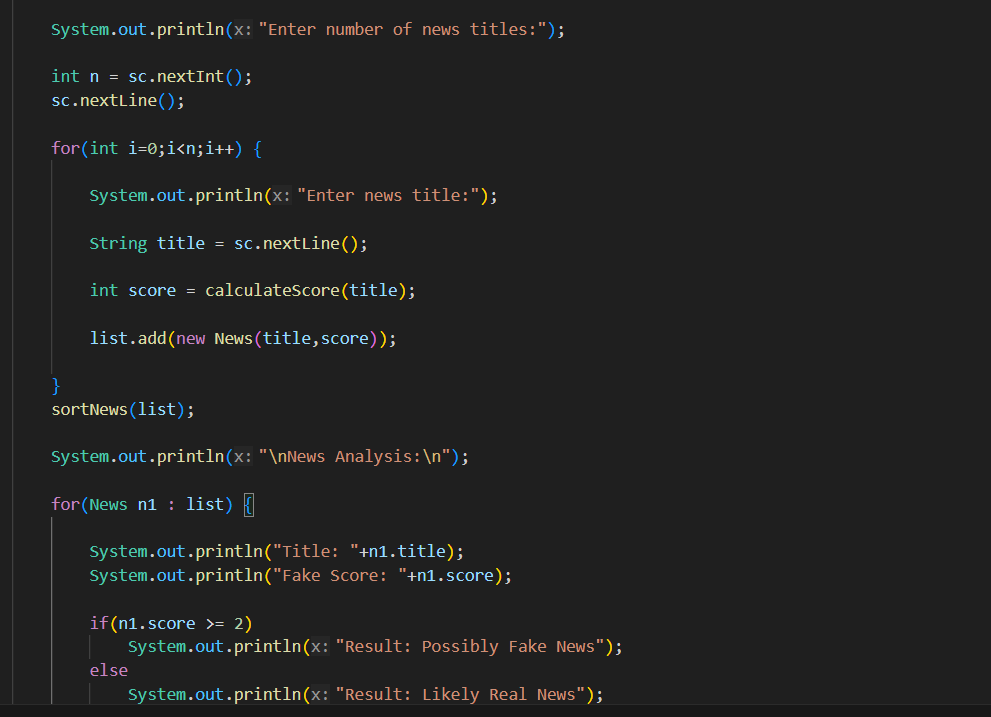 System.out.println(x: "Enter number of news titles:");
int n = sc.nextInt();
sc.nextLine();
for(int i=0;i<n;i++) {
System.out.println(x: "Enter news title:");
String title = sc.nextLine();
int score = calculateScore(title);
list.add(new News(title,score));
}
sortNews(list);
System.out.println(x: "\nNews Analysis:\n");
for(News n1 : list) {
System.out.println("Title: "+n1.title);
System.out.println("Fake Score: "+n1.score);
if(n1.score >= 2)
System.out.println(x: "Result: Possibly Fake News");
else
System.out.println(x: "Result: Likely Real News");